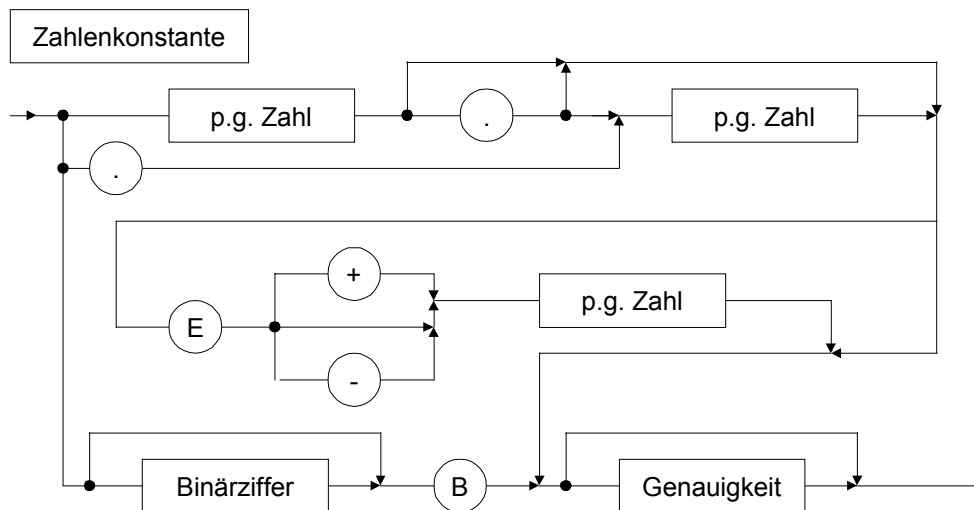 Zahlenkonstante
p.g. Zahl
.
p.g. Zahl
.
+
p.g. Zahl
E
-
Binärziffer
B
Genauigkeit